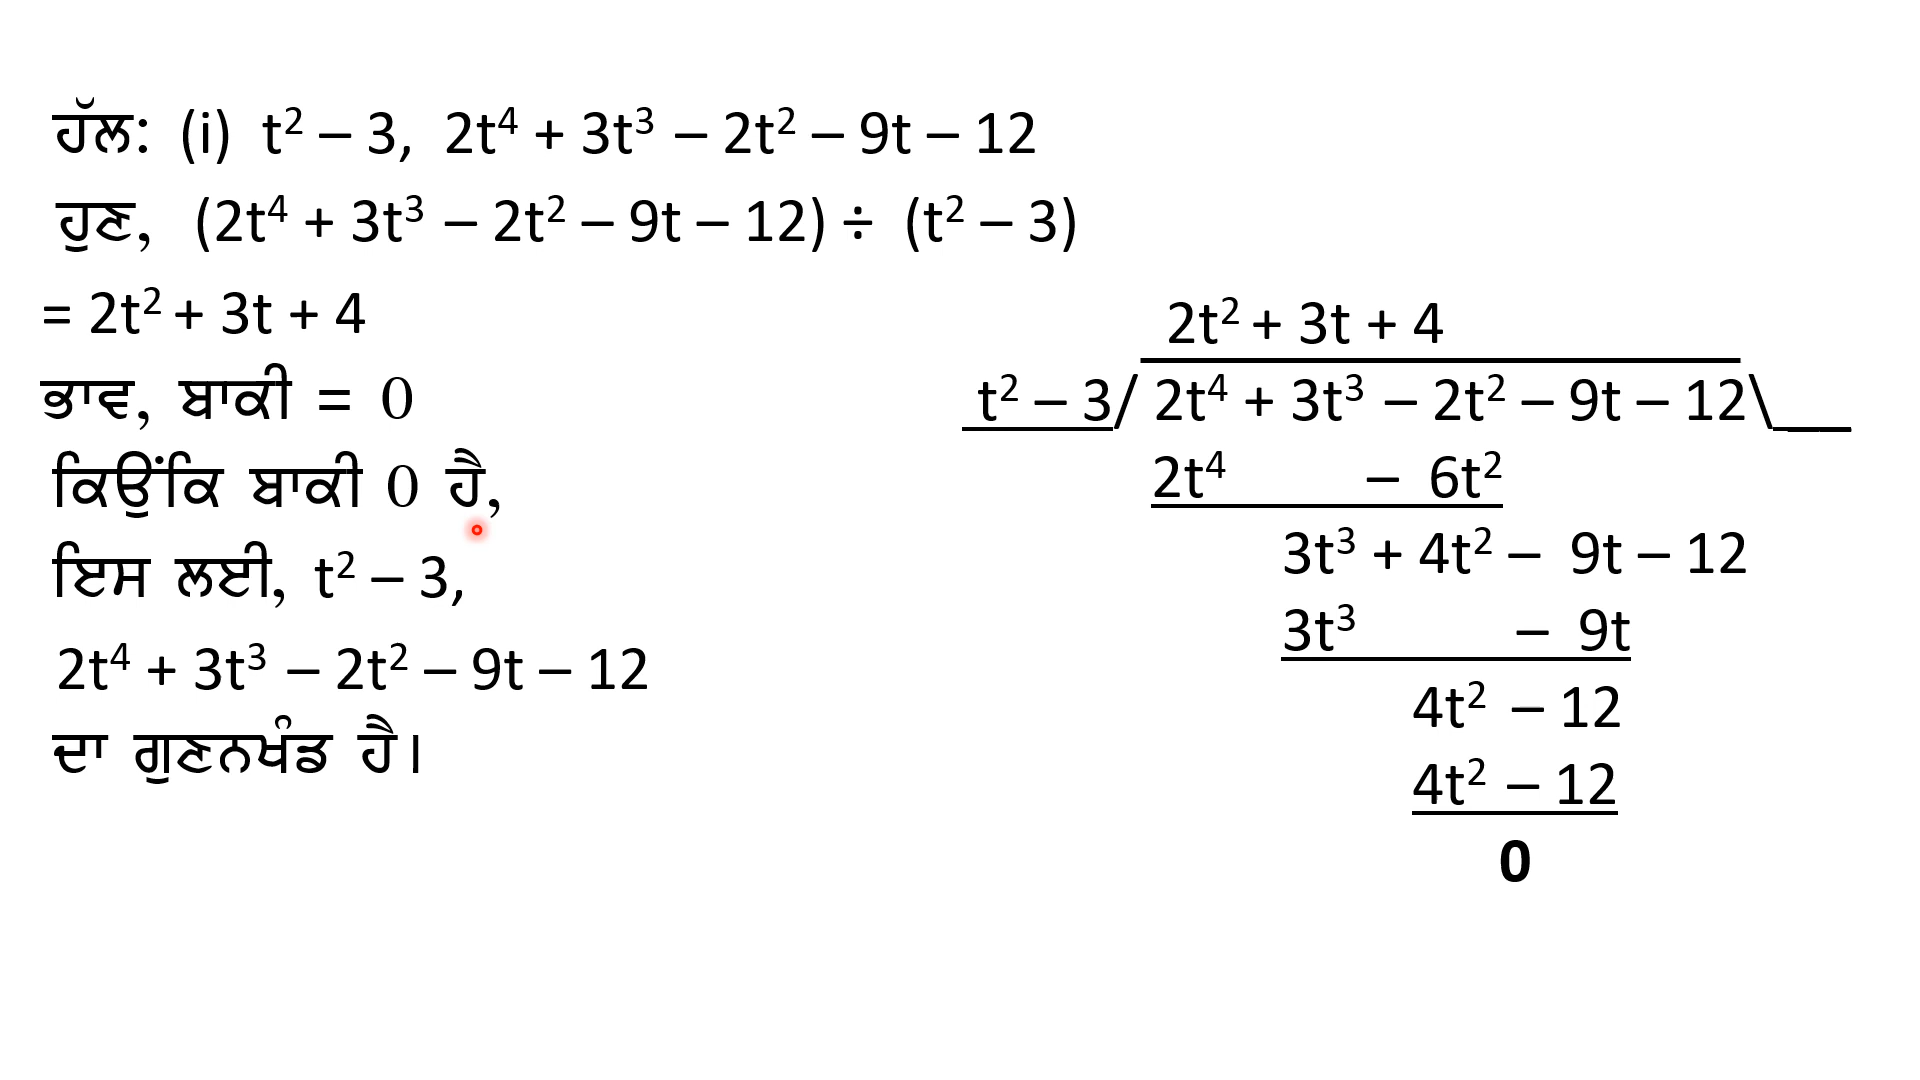 ਹੱਲ: (i) t² – 3, 2t⁴ + 3t³ – 2t² – 9t – 12
ਹੁਣ, (2t⁴ + 3t³ – 2t² – 9t – 12) ÷ (t² – 3)
= 2t² + 3t + 4
ਭਾਵ, ਬਾਕੀ = 0
ਕਿਉਂਕਿ ਬਾਕੀ 0 ਹੈ,
ਇਸ ਲਈ, t² – 3,
2t⁴ + 3t³ – 2t² – 9t – 12
ਦਾ ਗੁਣਨਖੰਡ ਹੈ।
2t² + 3t + 4
t² – 3/ 2t⁴ + 3t³ – 2t² – 9t – 12\___
2t⁴ – 6t²
3t³ + 4t² – 9t – 12
3t³ – 9t
4t² – 12
4t² – 12
0